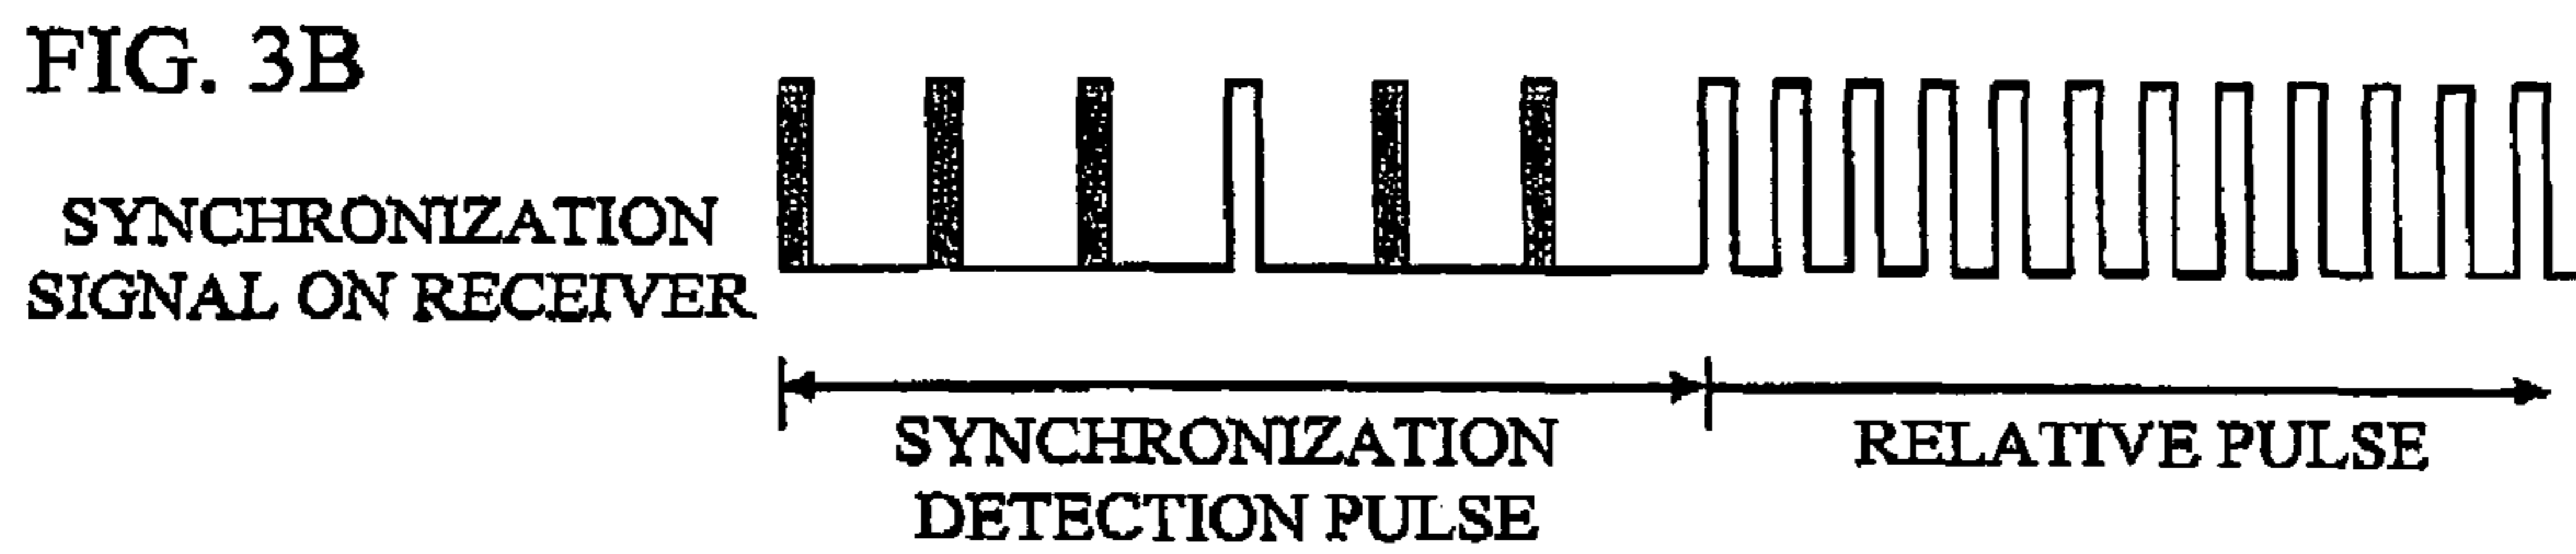 FIG. 3B
SYNCHRONIZATION
SIGNAL ON RECEIVER
SYNCHRONIZATION
DETECTION PULSE
RELATIVE PULSE